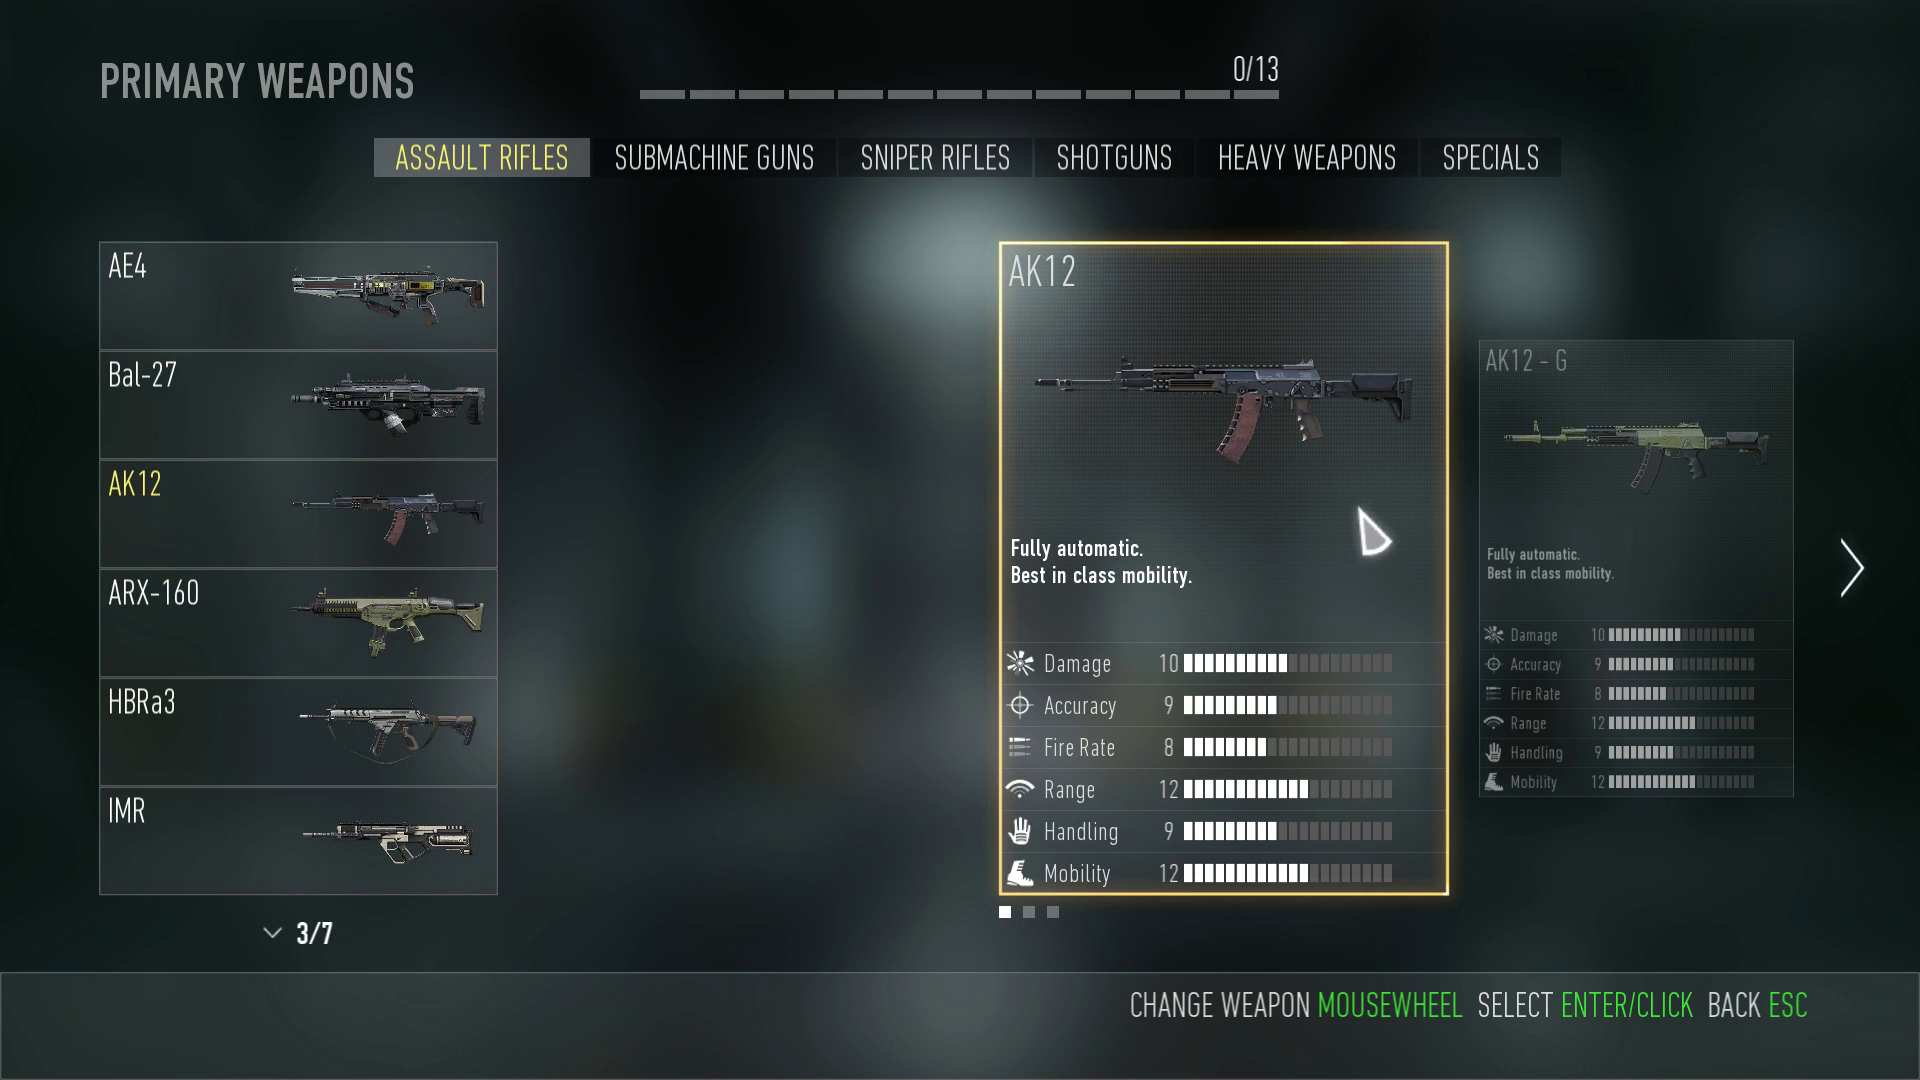 PRIMARY WEAPONS
0/13
ASSAULT RIFLES SUBMACHINE GUNS SNIPER RIFLES SHOTGUNS HEAVY WEAPONS SPECIALS
AE4
Bal-27
AK12
ARX-160
HBRa3
IMR
3/7
AK12
Fully automatic.
Best in class mobility.
Damage 10
Accuracy 9
Fire Rate 8
Range 12
Handling 9
Mobility 12
AK12 - G
Fully automatic.
Best in class mobility.
Damage 10
Accuracy 9
Fire Rate 8
Range 12
Handling 9
Mobility 12
CHANGE WEAPON MOUSEWHEEL SELECT ENTER/CLICK BACK ESC